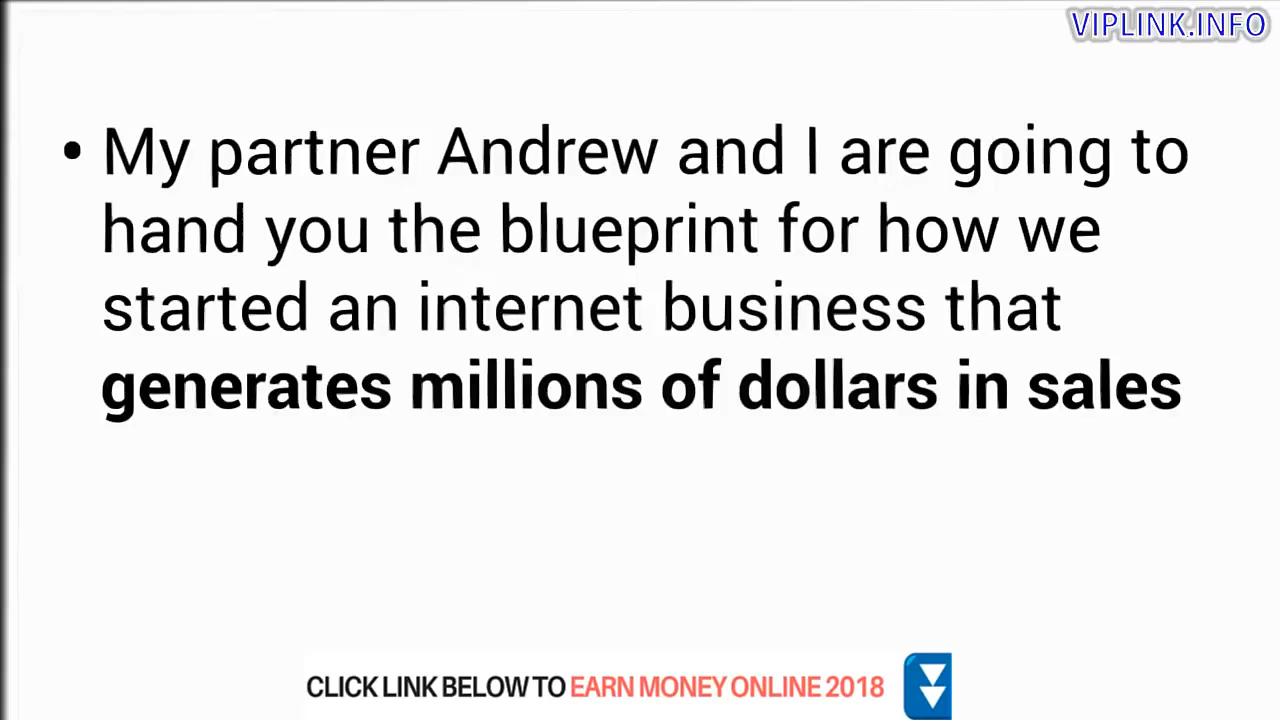 VIPLINK.INFO
• My partner Andrew and I are going to
hand you the blueprint for how we
started an internet business that
generates millions of dollars in sales
CLICK LINK BELOW TO EARN MONEY ONLINE 2018